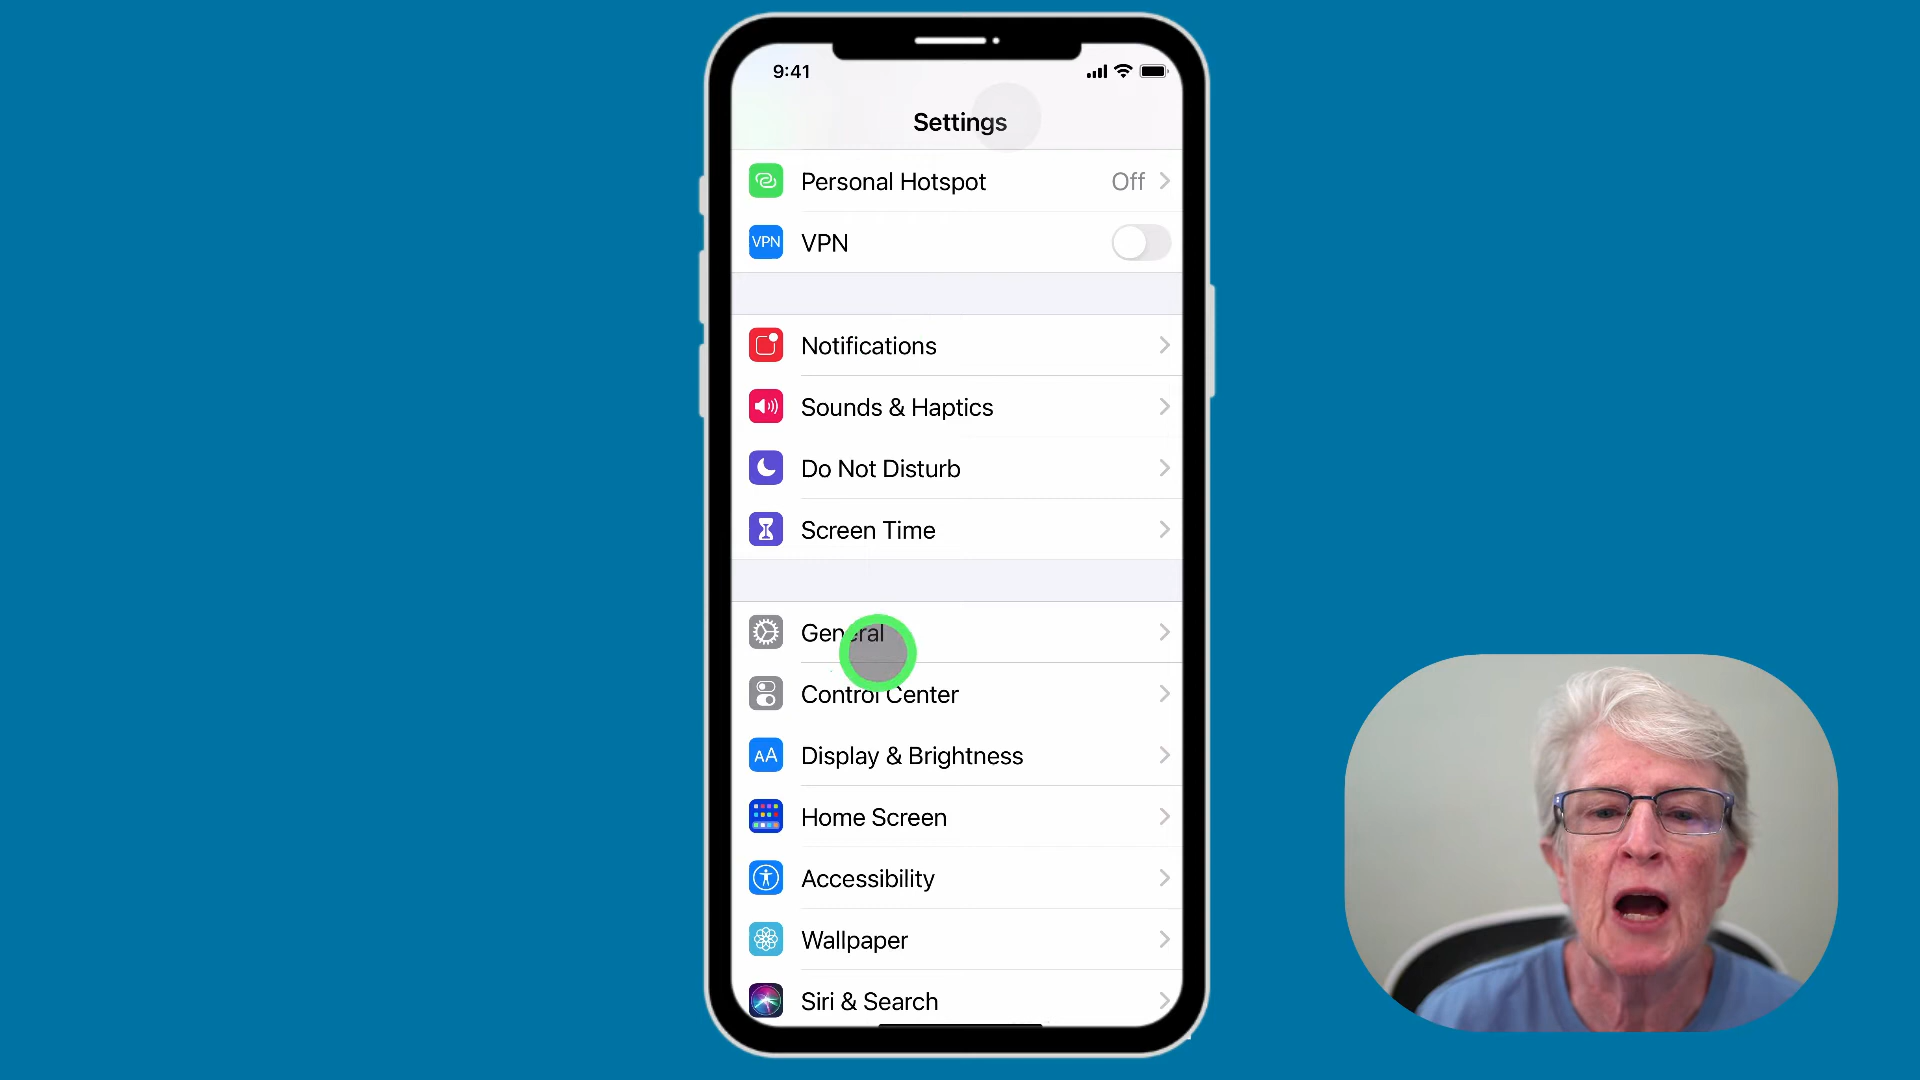 9:41
Settings
Personal Hotspot Off
VPN VPN
Notifications
Sounds & Haptics
Do Not Disturb
Screen Time
General
Control Center
AA Display & Brightness
Home Screen
Accessibility
Wallpaper
Siri & Search